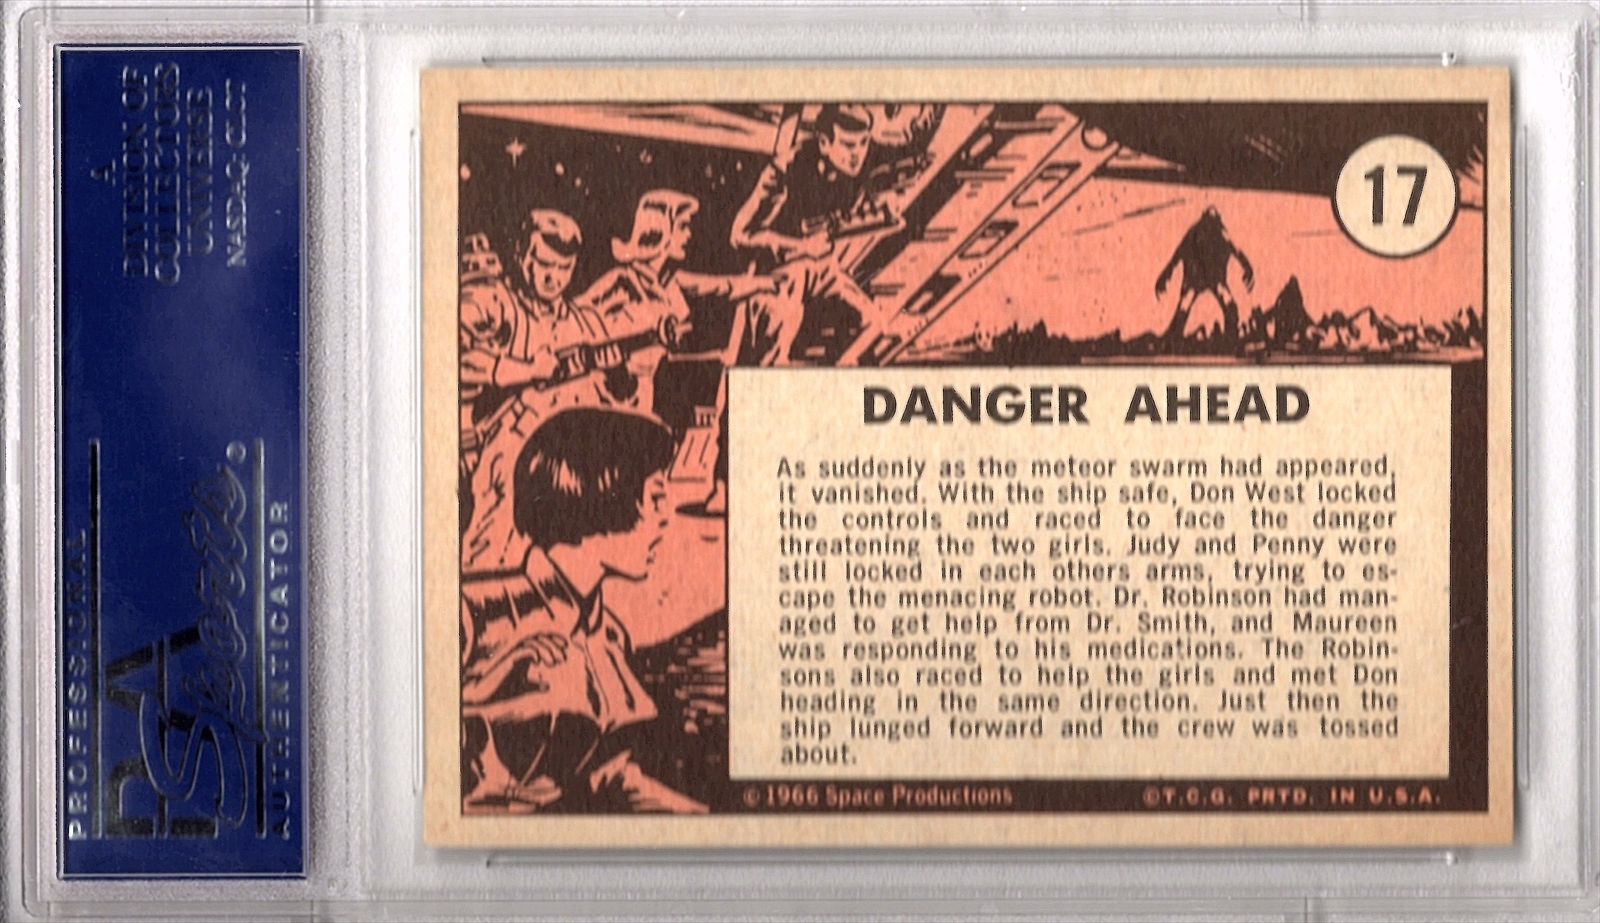 A
DIVISION OF
COLLECTORS
UNIVERSE
NASDAQ CLCT
PROFESSIONAL
PSA
Sports®
AUTHENTICATOR
17
DANGER AHEAD
As suddenly as the meteor swarm had appeared,
it vanished. With the ship safe, Don West locked
the controls and raced to face the danger
threatening the two girls. Judy and Penny were
still locked in each others arms, trying to es-
cape the menacing robot. Dr. Robinson had man-
aged to get help from Dr. Smith, and Maureen
was responding to his medications. The Robin-
sons also raced to help the girls and met Don
heading in the same direction. Just then the
ship lunged forward and the crew was tossed
about.
© 1966 Space Productions
©T.C.G. PRTD. IN U.S.A.